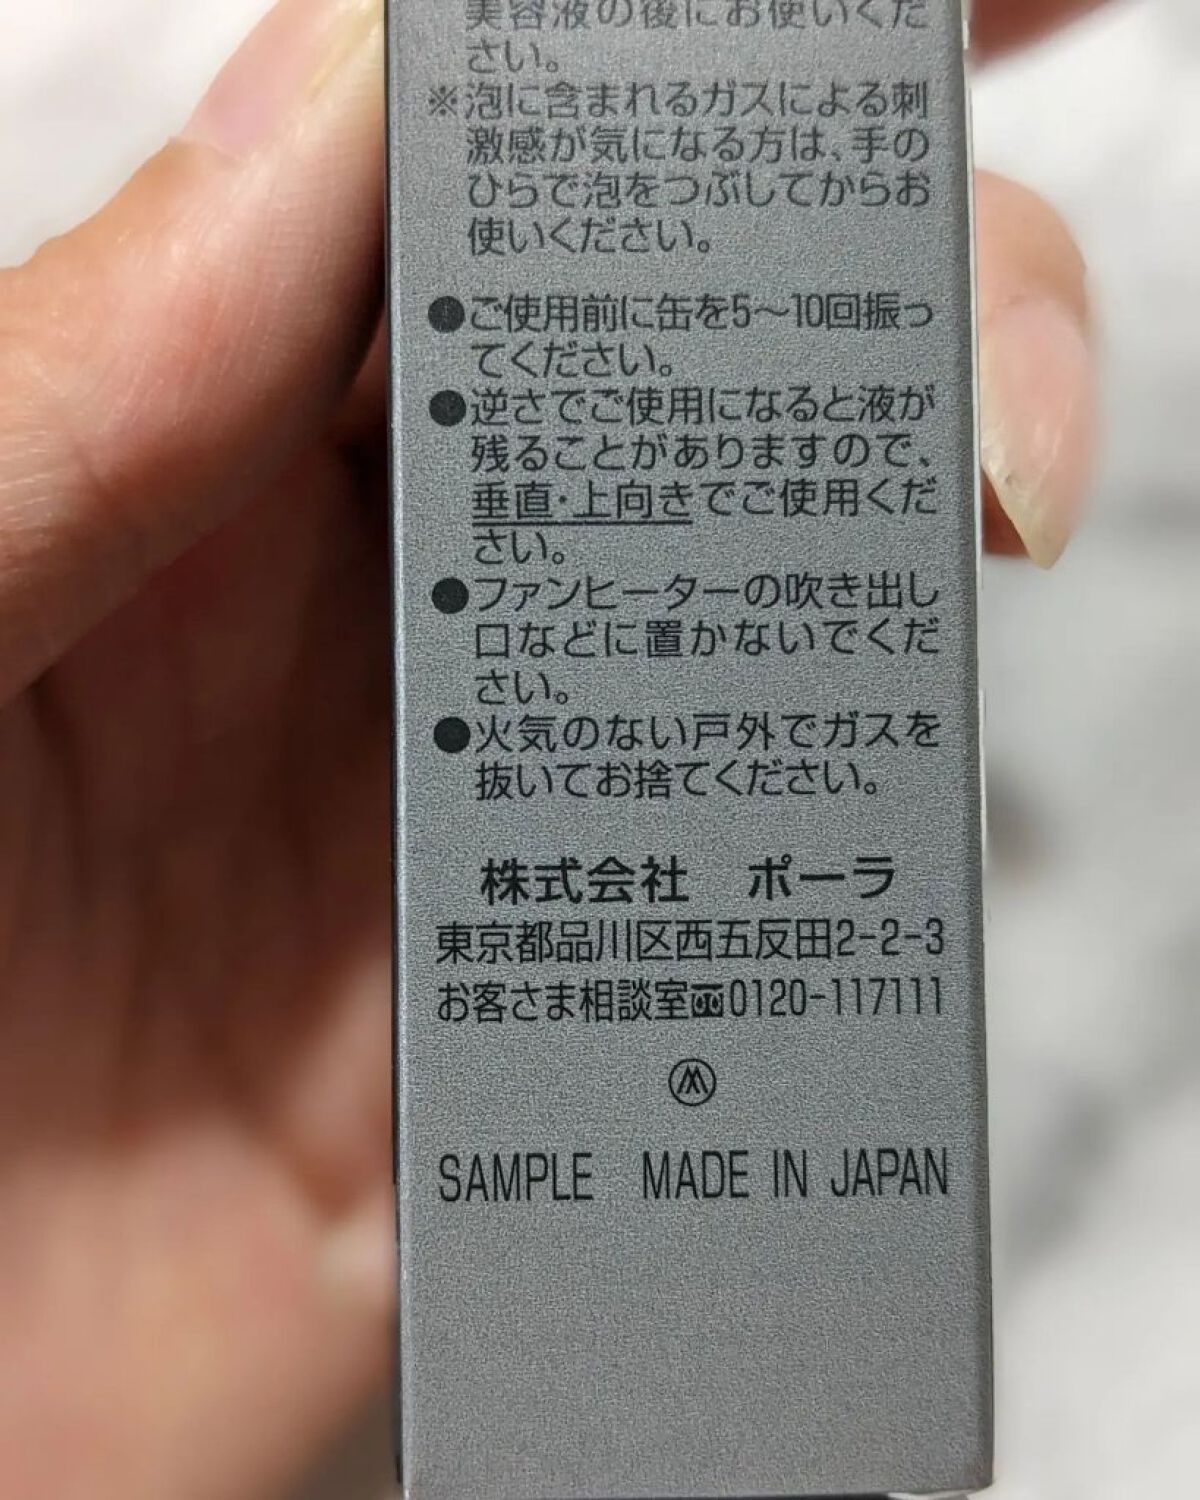 美容液の後にお使いくだ
さい。
※泡に含まれるガスによる刺
激感が気になる方は、手の
ひらで泡をつぶしてからお
使いください。
●ご使用前に缶を5〜10回振っ
てください。
●逆さでご使用になると液が
残ることがありますので、
垂直・上向きでご使用くだ
さい。
●ファンヒーターの吹き出し
口などに置かないでくだ
さい。
●火気のない戸外でガスを
抜いてお捨てください。
株式会社 ポーラ
東京都品川区西五反田2-2-3
お客さま相談室 0120-117111
SAMPLE MADE IN JAPAN